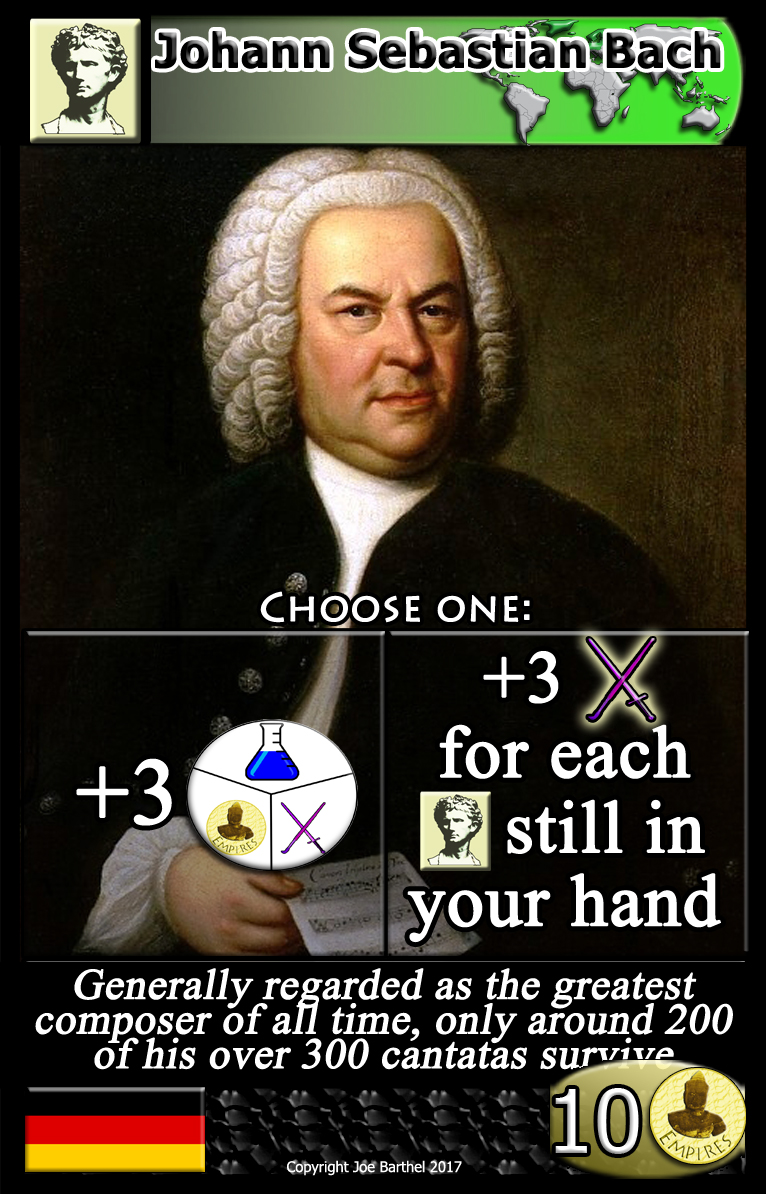 Johann Sebastian Bach
CHOOSE ONE:
+3
EMPIRES
+3
for each
still in
your hand
Generally regarded as the greatest
composer of all time, only around 200
of his over 300 cantatas survive
10
EMPIRES
Copyright Joe Barthel 2017